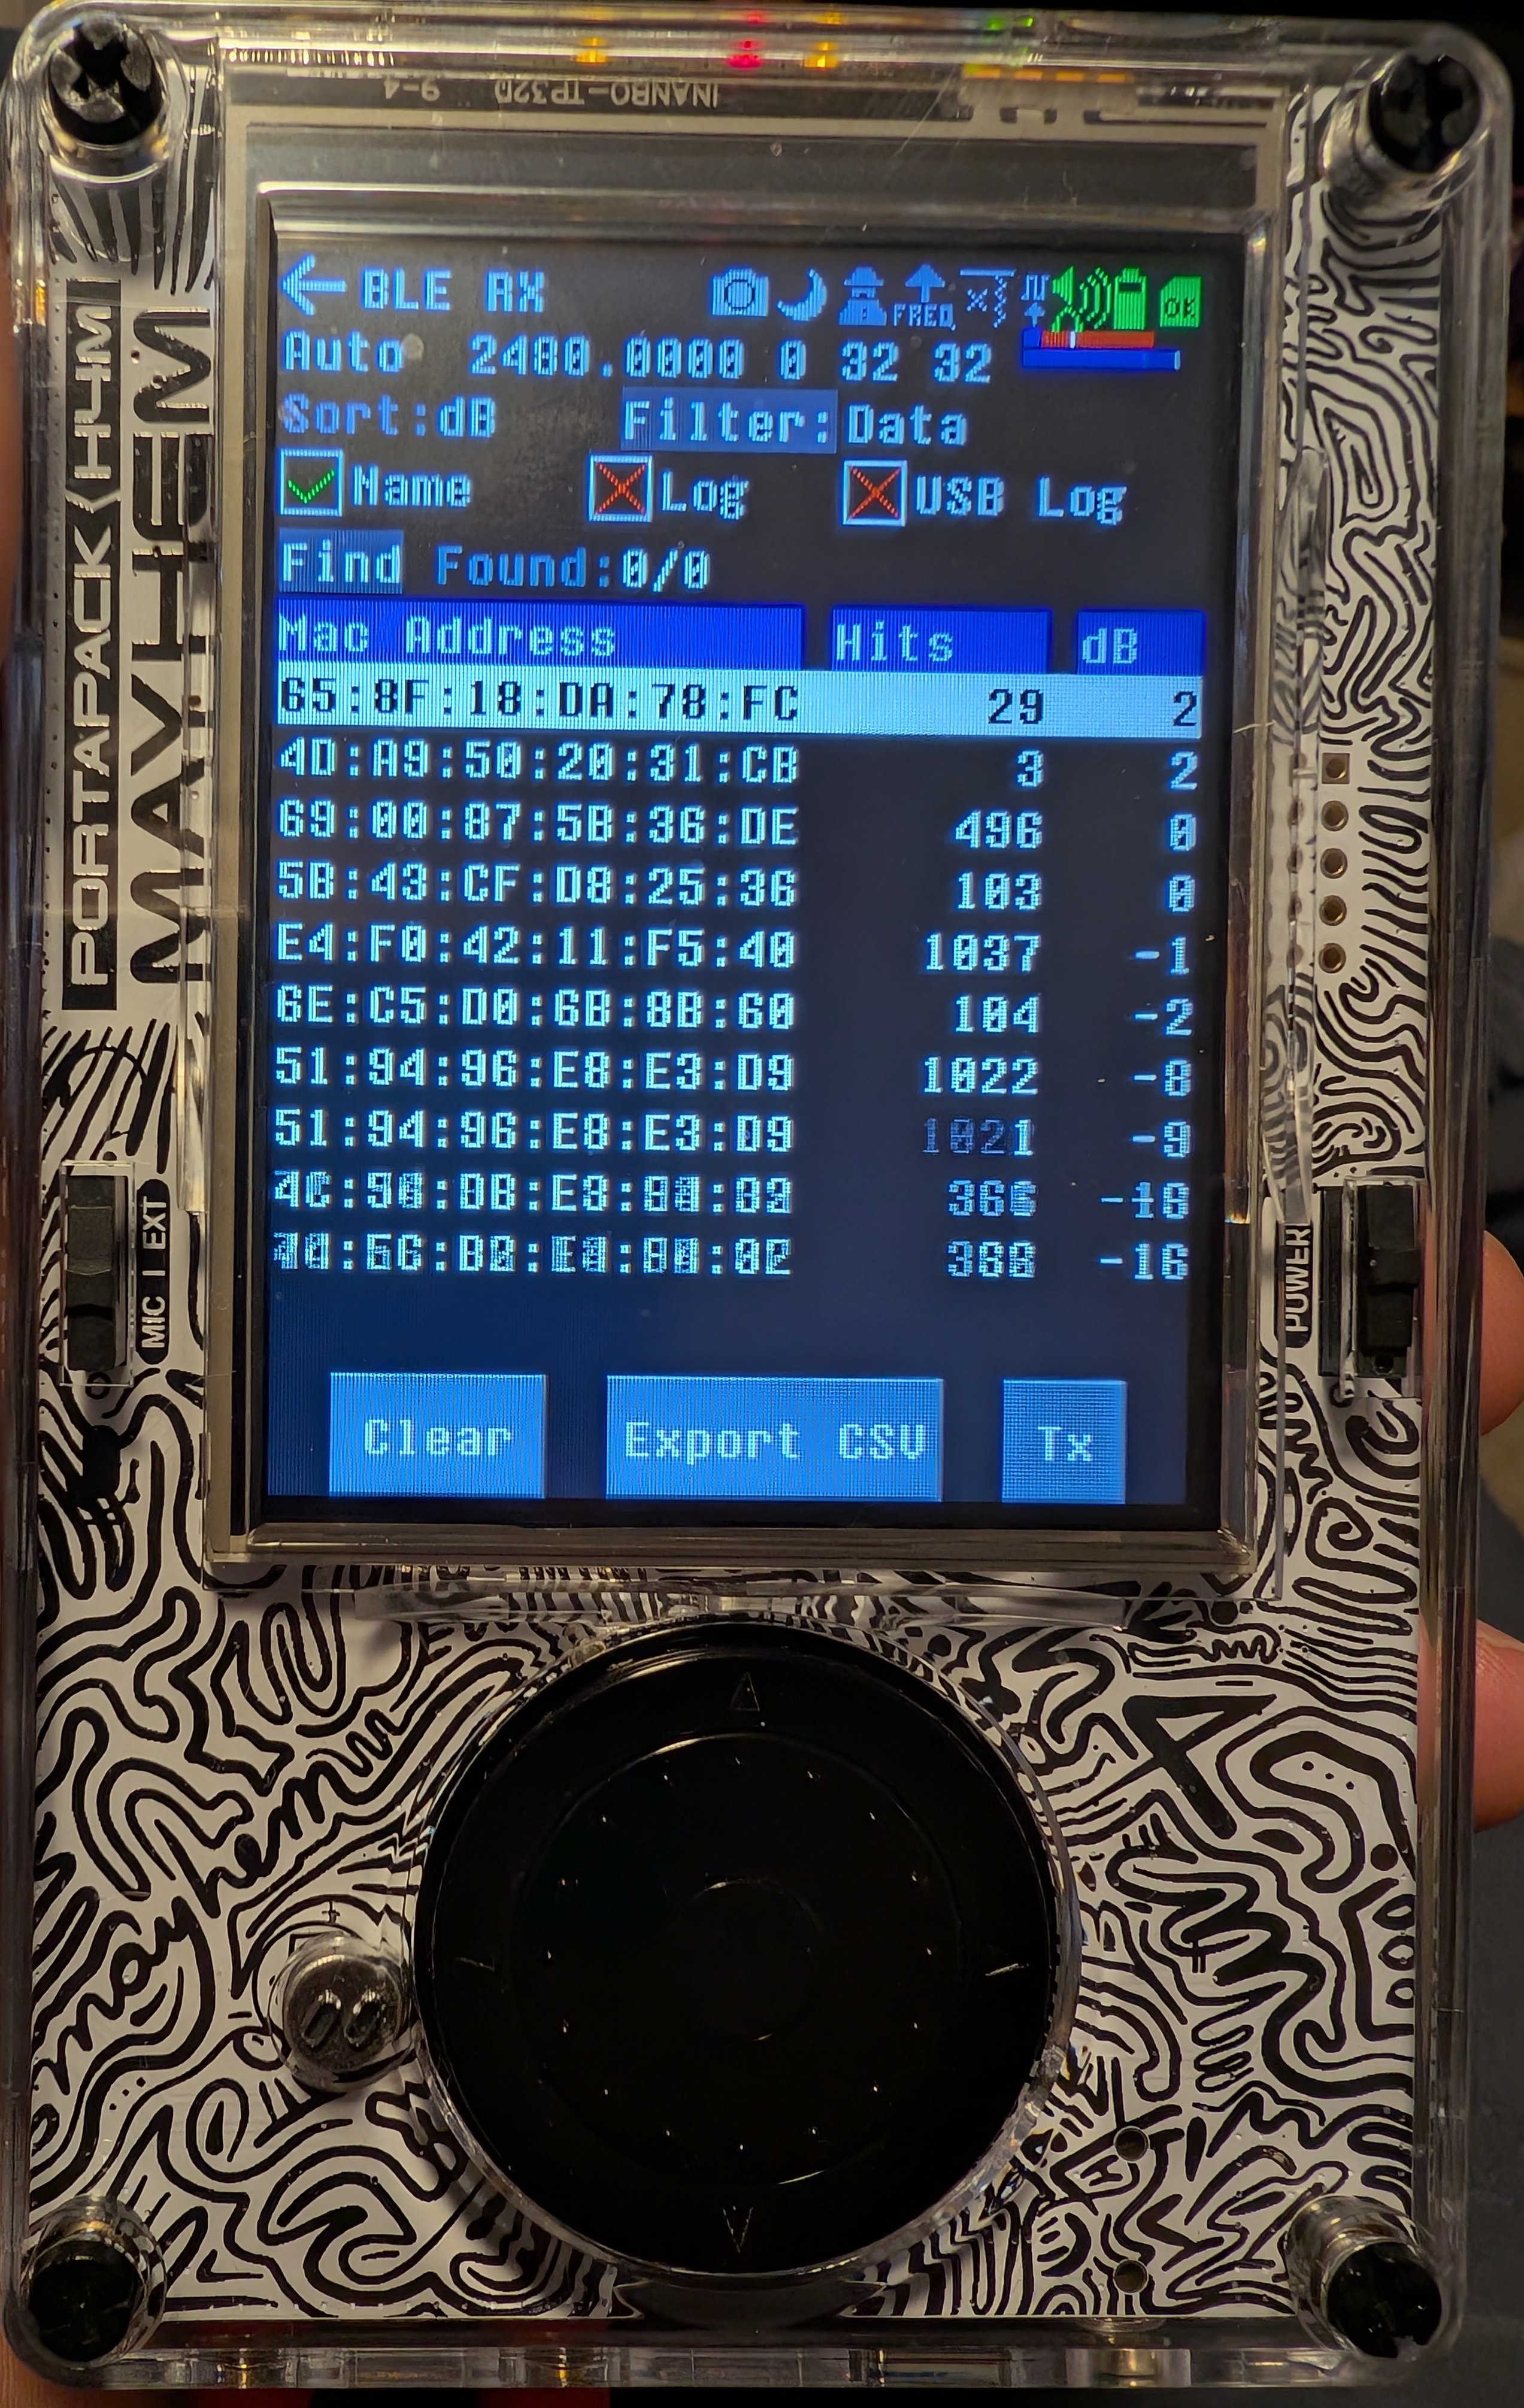 INANBO-TP32D 9-4
BLE RX
FREQ
OK
Auto 2480.0000 0 32 32
Sort:dB Filter:Data
Name Log USB Log
Find Found:0/0
Mac Address Hits dB
65:8F:18:DA:78:FC 29 2
4D:A9:50:20:31:CB 3 2
69:00:87:5B:36:DE 496 0
5B:43:CF:D8:25:36 103 0
E4:F0:42:11:F5:40 1037 -1
6E:C5:D0:6B:8B:60 104 -2
51:94:96:E8:E3:D9 1022 -8
51:94:96:E8:E3:D9 1021 -9
-16
Clear Export CSV Tx
PORTAPACK H4M
MAYHEM
MIC | EXT
POWER
mayhem